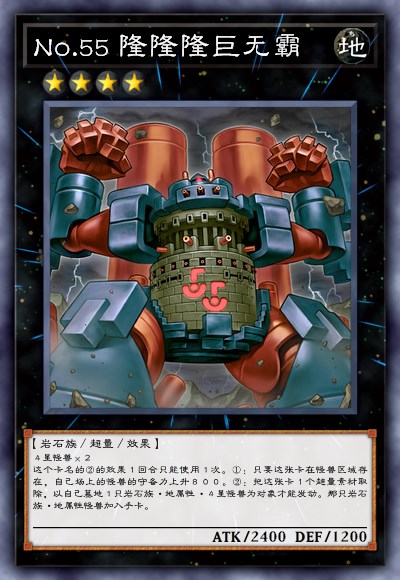 No.55 隆隆隆巨无霸
地
55
【岩石族／超量／效果】
４星怪兽×２
这个卡名的②的效果１回合只能使用１次。①：只要这张卡在怪兽区域存
在，自己场上的怪兽的守备力上升８００。②：把这张卡１个超量素材取
除，以自己墓地１只岩石族・地属性・４星怪兽为对象才能发动。那只岩石
族・地属性怪兽加入手卡。
ATK/2400 DEF/1200